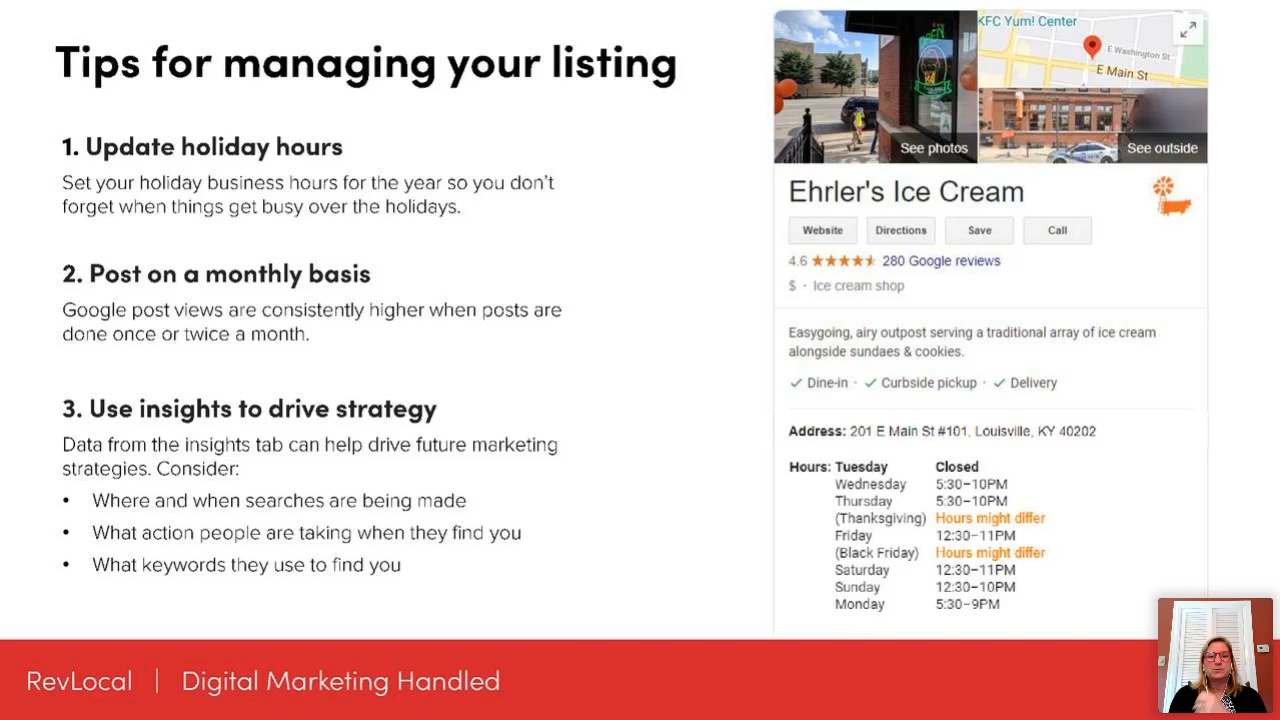 Tips for managing your listing
1. Update holiday hours
Set your holiday business hours for the year so you don't
forget when things get busy over the holidays.
2. Post on a monthly basis
Google post views are consistently higher when posts are
done once or twice a month.
3. Use insights to drive strategy
Data from the insights tab can help drive future marketing
strategies. Consider:
• Where and when searches are being made
• What action people are taking when they find you
• What keywords they use to find you
KFC Yum! Center
E Washington St
E Main St
OPEN
See photos
See outside
Ehrler's Ice Cream
Website Directions Save Call
4.6 280 Google reviews
$ · Ice cream shop
Easygoing, airy outpost serving a traditional array of ice cream
alongside sundaes & cookies.
✓ Dine-in · ✓ Curbside pickup · ✓ Delivery
Address: 201 E Main St #101, Louisville, KY 40202
Hours: Tuesday Closed
Wednesday 5:30–10PM
Thursday 5:30–10PM
(Thanksgiving) Hours might differ
Friday 12:30–11PM
(Black Friday) Hours might differ
Saturday 12:30–11PM
Sunday 12:30–10PM
Monday 5:30–9PM
RevLocal | Digital Marketing Handled